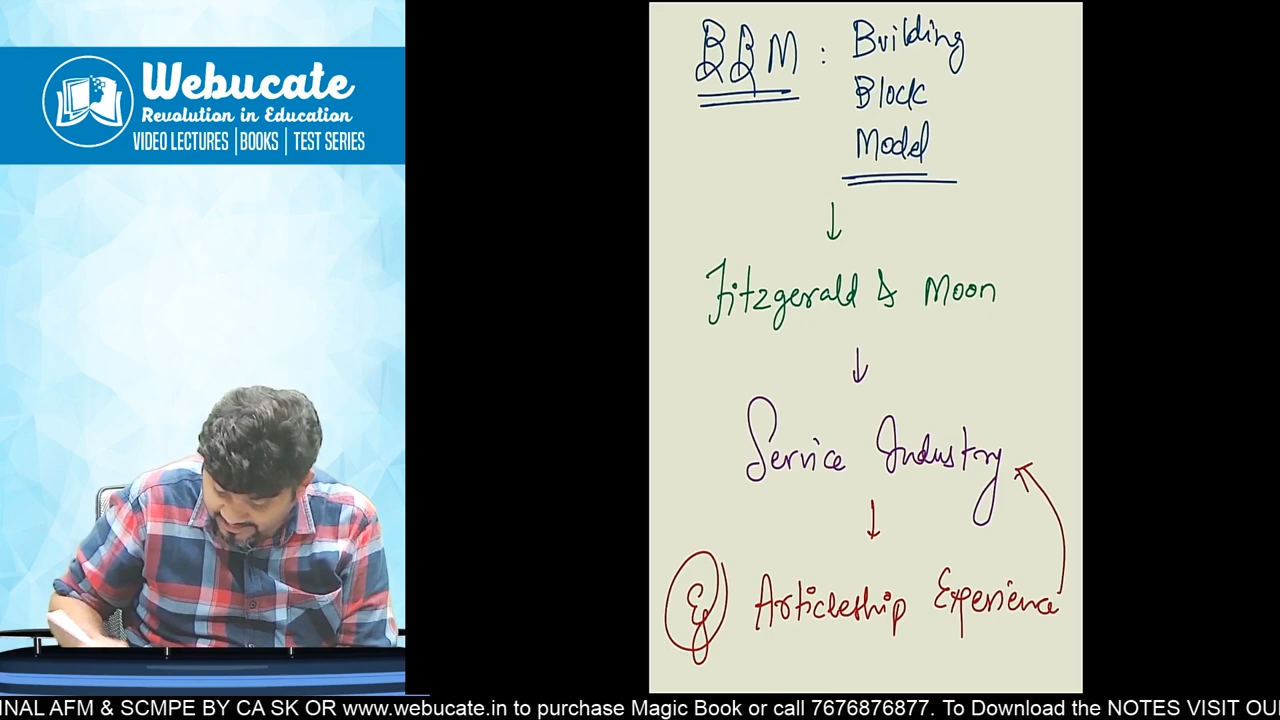 Webucate
Revolution in Education
VIDEO LECTURES | BOOKS | TEST SERIES
BBM : Building
Block
Model
↓
Fitzgerald & Moon
↓
Service Industry
↓
Eg Articleship Experience
INAL AFM & SCMPE BY CA SK OR www.webucate.in to purchase Magic Book or call 7676876877. To Download the NOTES VISIT OU